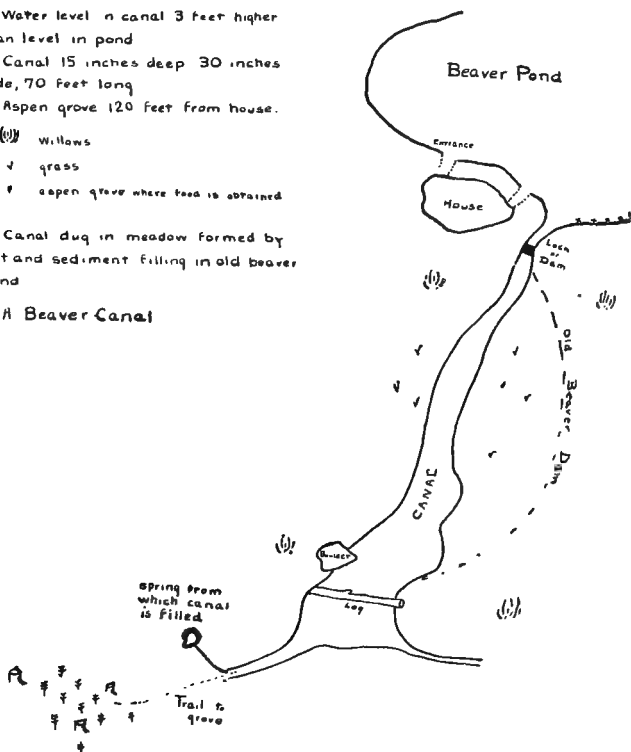 Water level n canal 3 feet higher
an level in pond
Canal 15 inches deep 30 inches
de, 70 feet long
Aspen grove 120 feet from house.
Willows
grass
aspen grove where food is obtained
Canal dug in meadow formed by
t and sediment filling in old beaver
nd
A Beaver Canal
Beaver Pond
Entrance
House
Lock
or
Dam
Old Beaver Dam
CANAL
Boulder
Log
spring from
which canal
is filled
Trail to
grove